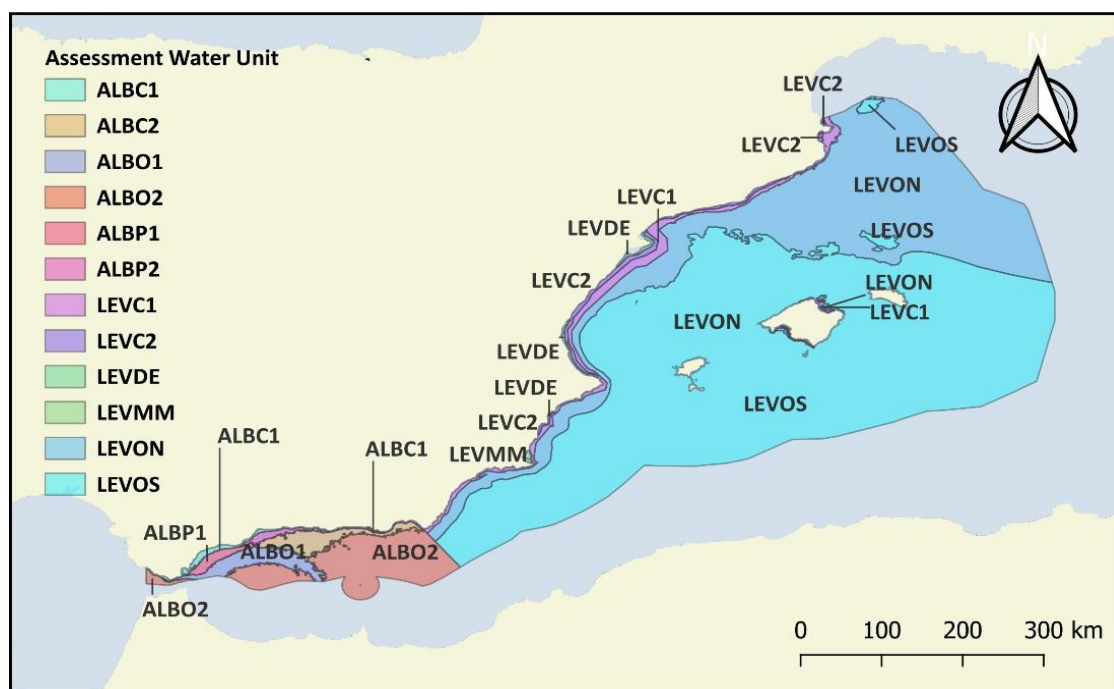 Assessment Water Unit
ALBC1
ALBC2
ALBO1
ALBO2
ALBP1
ALBP2
LEVC1
LEVC2
LEVDE
LEVMM
LEVON
LEVOS
N
LEVC2
LEVC2
LEVOS
LEVON
LEVC1
LEVDE
LEVOS
LEVC2
LEVON
LEVON
LEVC1
LEVDE
LEVDE
LEVOS
LEVC2
ALBC1
ALBC1
LEVMM
ALBP1
ALBO1
ALBO2
ALBO2
0 100 200 300 km